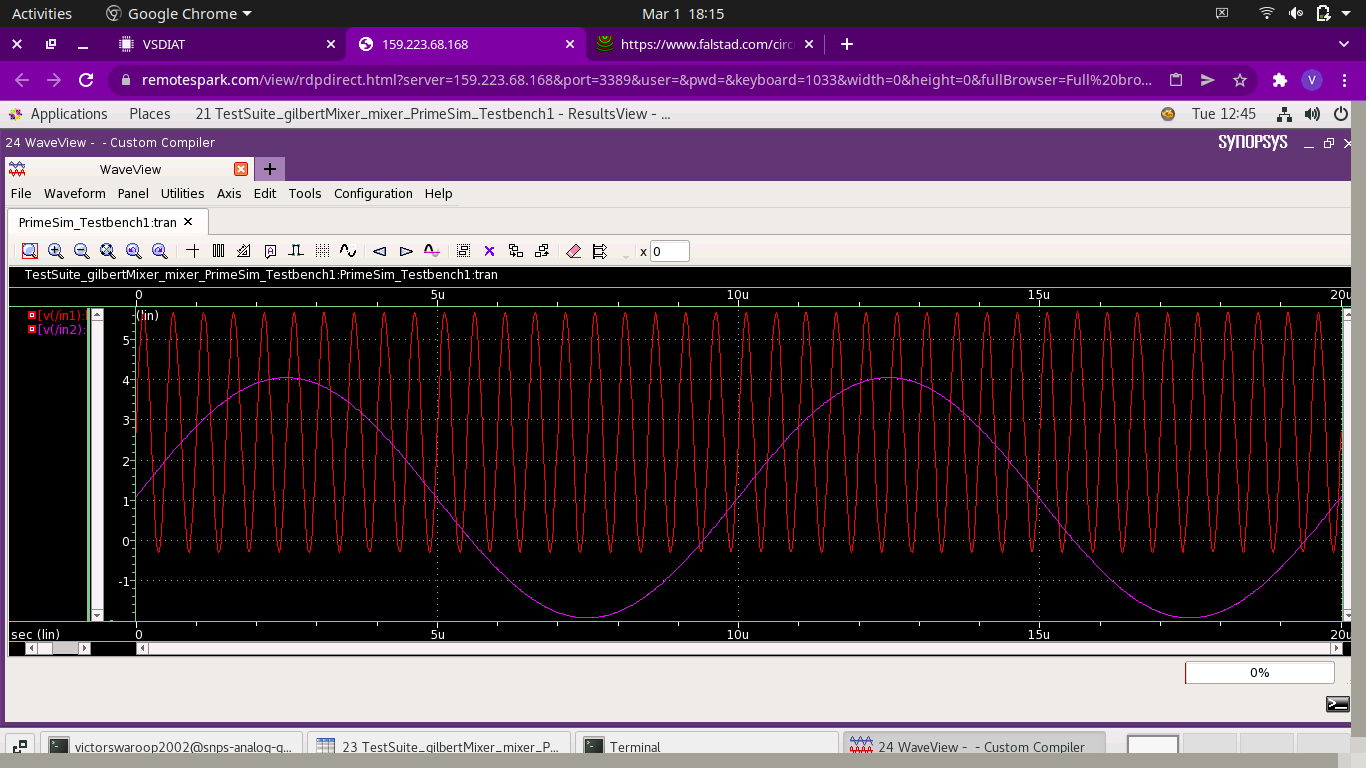 Activities Google Chrome Mar 1 18:15
VSDIAT 159.223.68.168 https://www.falstad.com/circ
remotespark.com/view/rdpdirect.html?server=159.223.68.168&port=3389&user=&pwd=&keyboard=1033&width=0&height=0&fullBrowser=Full%20bro... V
Applications Places 21 TestSuite_gilbertMixer_mixer_PrimeSim_Testbench1 - ResultsView - ... Tue 12:45
24 WaveView - - Custom Compiler SYNOPSYS
WaveView
File Waveform Panel Utilities Axis Edit Tools Configuration Help
PrimeSim_Testbench1:tran
x 0
TestSuite_gilbertMixer_mixer_PrimeSim_Testbench1:PrimeSim_Testbench1:tran
0 5u 10u 15u 20u
[v(/in1): (lin)
[v(/in2):
5
4
3
2
1
0
-1
sec (lin) 0 5u 10u 15u 20u
0%
victorswaroop2002@snps-analog-q... 23 TestSuite_gilbertMixer_mixer_P... Terminal 24 WaveView - - Custom Compiler